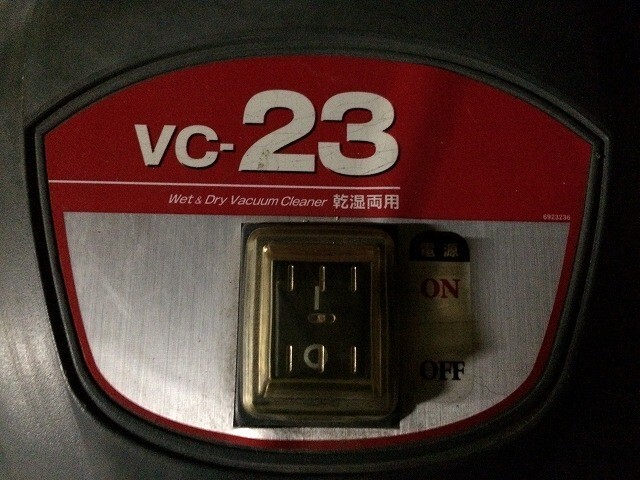 VC-23
Wet & Dry Vacuum Cleaner 乾湿両用
6923236
電源
ON
I
O
OFF